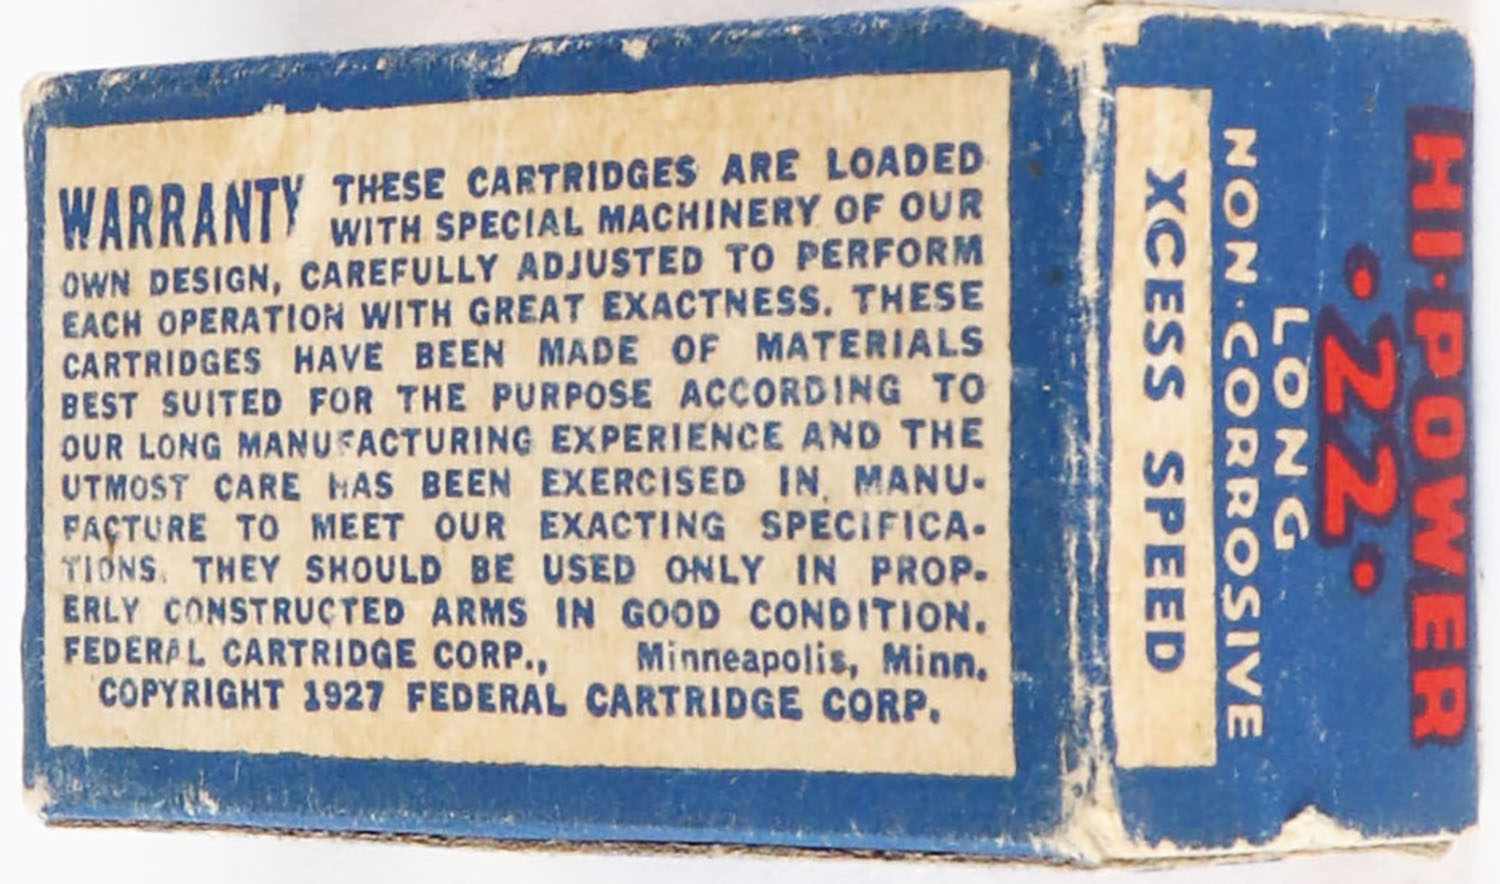 WARRANTY THESE CARTRIDGES ARE LOADED
WITH SPECIAL MACHINERY OF OUR
OWN DESIGN, CAREFULLY ADJUSTED TO PERFORM
EACH OPERATION WITH GREAT EXACTNESS. THESE
CARTRIDGES HAVE BEEN MADE OF MATERIALS
BEST SUITED FOR THE PURPOSE ACCORDING TO
OUR LONG MANUFACTURING EXPERIENCE AND THE
UTMOST CARE HAS BEEN EXERCISED IN MANU-
FACTURE TO MEET OUR EXACTING SPECIFICA-
TIONS. THEY SHOULD BE USED ONLY IN PROP-
ERLY CONSTRUCTED ARMS IN GOOD CONDITION.
FEDERAL CARTRIDGE CORP., Minneapolis, Minn.
COPYRIGHT 1927 FEDERAL CARTRIDGE CORP.
HI-POWER
·22·
LONG
NON-CORROSIVE
XCESS SPEED